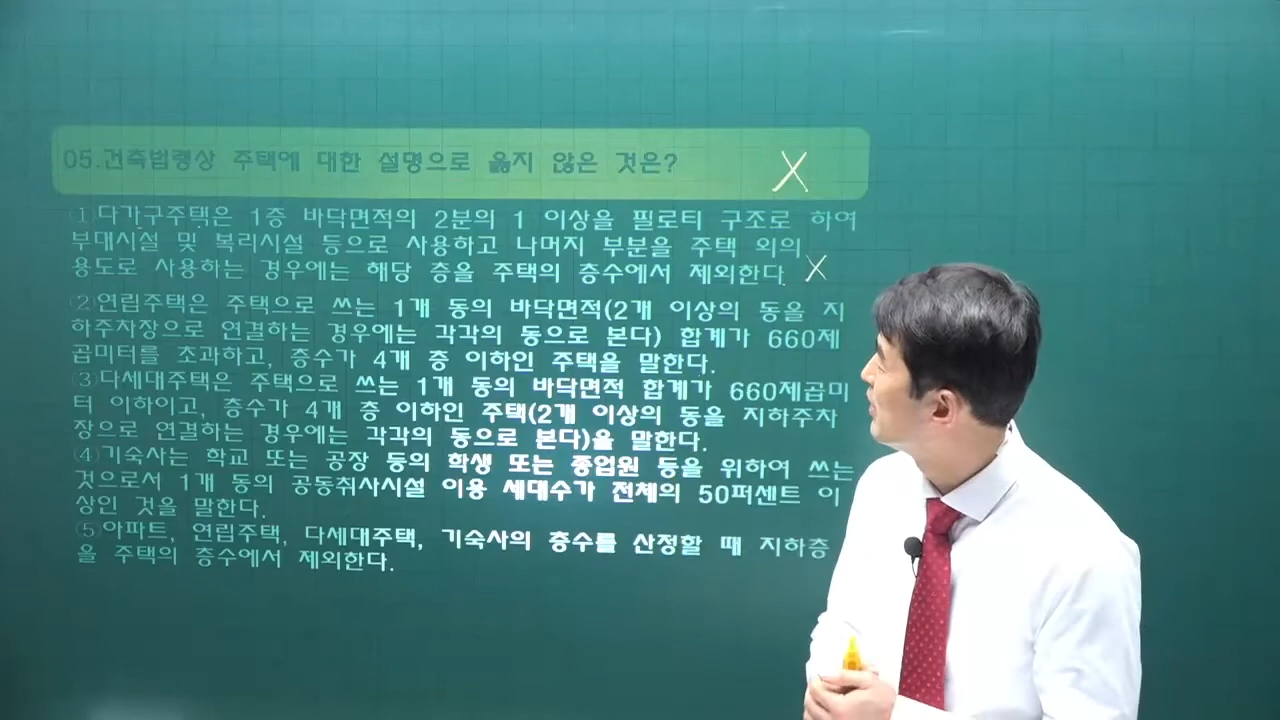 05.건축법령상 주택에 대한 설명으로 옳지 않은 것은? X
①다가구주택은 1층 바닥면적의 2분의 1 이상을 필로티 구조로 하여
부대시설 및 복리시설 등으로 사용하고 나머지 부분을 주택 외의
용도로 사용하는 경우에는 해당 층을 주택의 층수에서 제외한다. X
②연립주택은 주택으로 쓰는 1개 동의 바닥면적(2개 이상의 동을 지
하주차장으로 연결하는 경우에는 각각의 동으로 본다) 합계가 660제
곱미터를 초과하고, 층수가 4개 층 이하인 주택을 말한다.
③다세대주택은 주택으로 쓰는 1개 동의 바닥면적 합계가 660제곱미
터 이하이고, 층수가 4개 층 이하인 주택(2개 이상의 동을 지하주차
장으로 연결하는 경우에는 각각의 동으로 본다)을 말한다.
④기숙사는 학교 또는 공장 등의 학생 또는 종업원 등을 위하여 쓰는
것으로서 1개 동의 공동취사시설 이용 세대수가 전체의 50퍼센트 이
상인 것을 말한다.
⑤아파트, 연립주택, 다세대주택, 기숙사의 층수를 산정할 때 지하층
을 주택의 층수에서 제외한다.